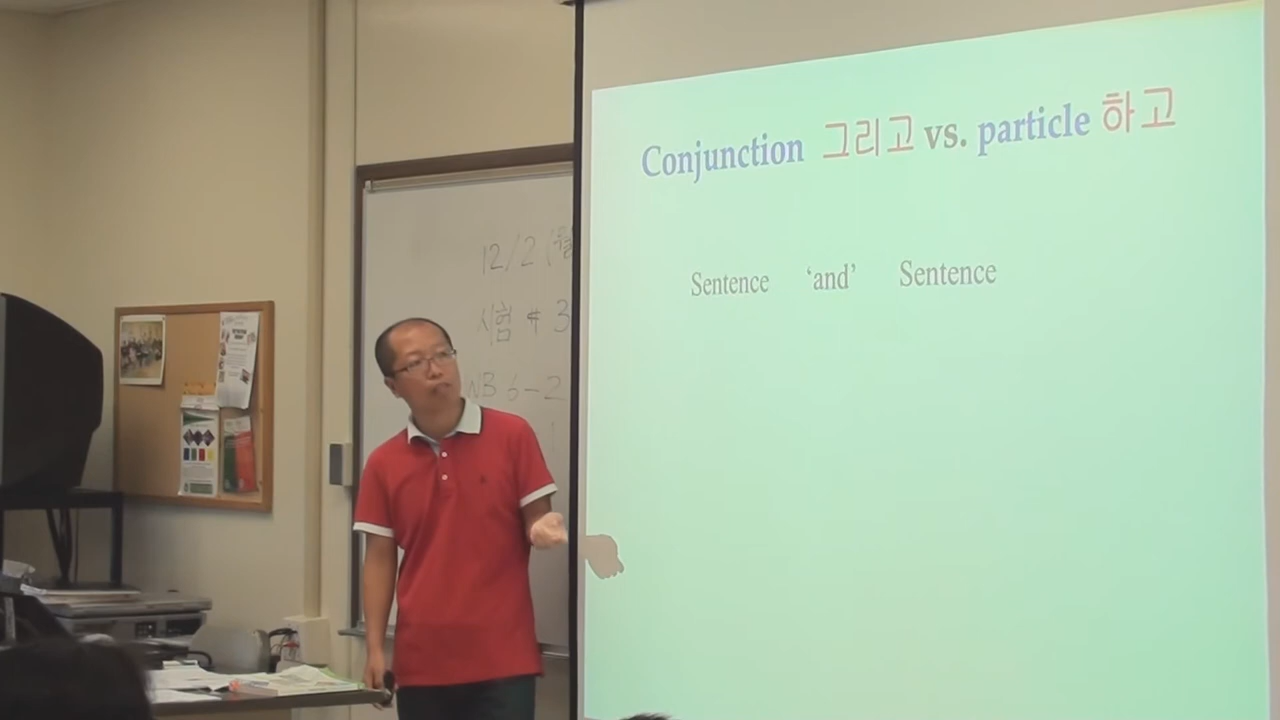 Conjunction 그리고 vs. particle 하고
Sentence 'and' Sentence
12/2 (월
시험 # 3
WB 6-2